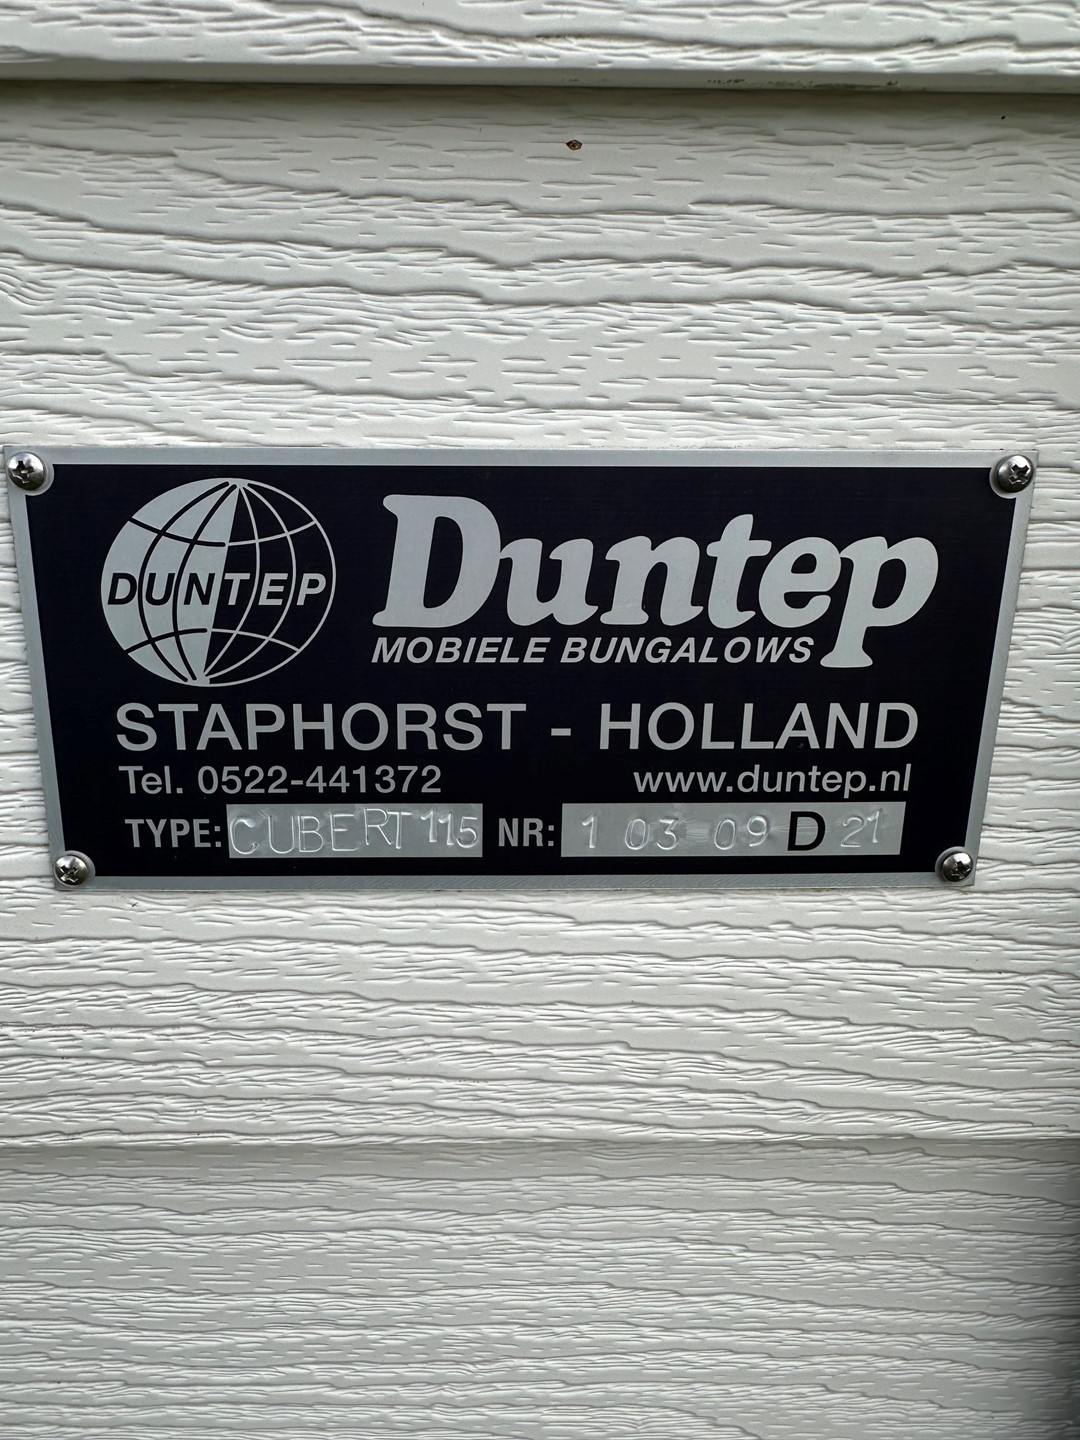 DUNTEP
Duntep
MOBIELE BUNGALOWS
STAPHORST - HOLLAND
Tel. 0522-441372 www.duntep.nl
TYPE: CUBERT 115 NR: 1 03 09 D 21